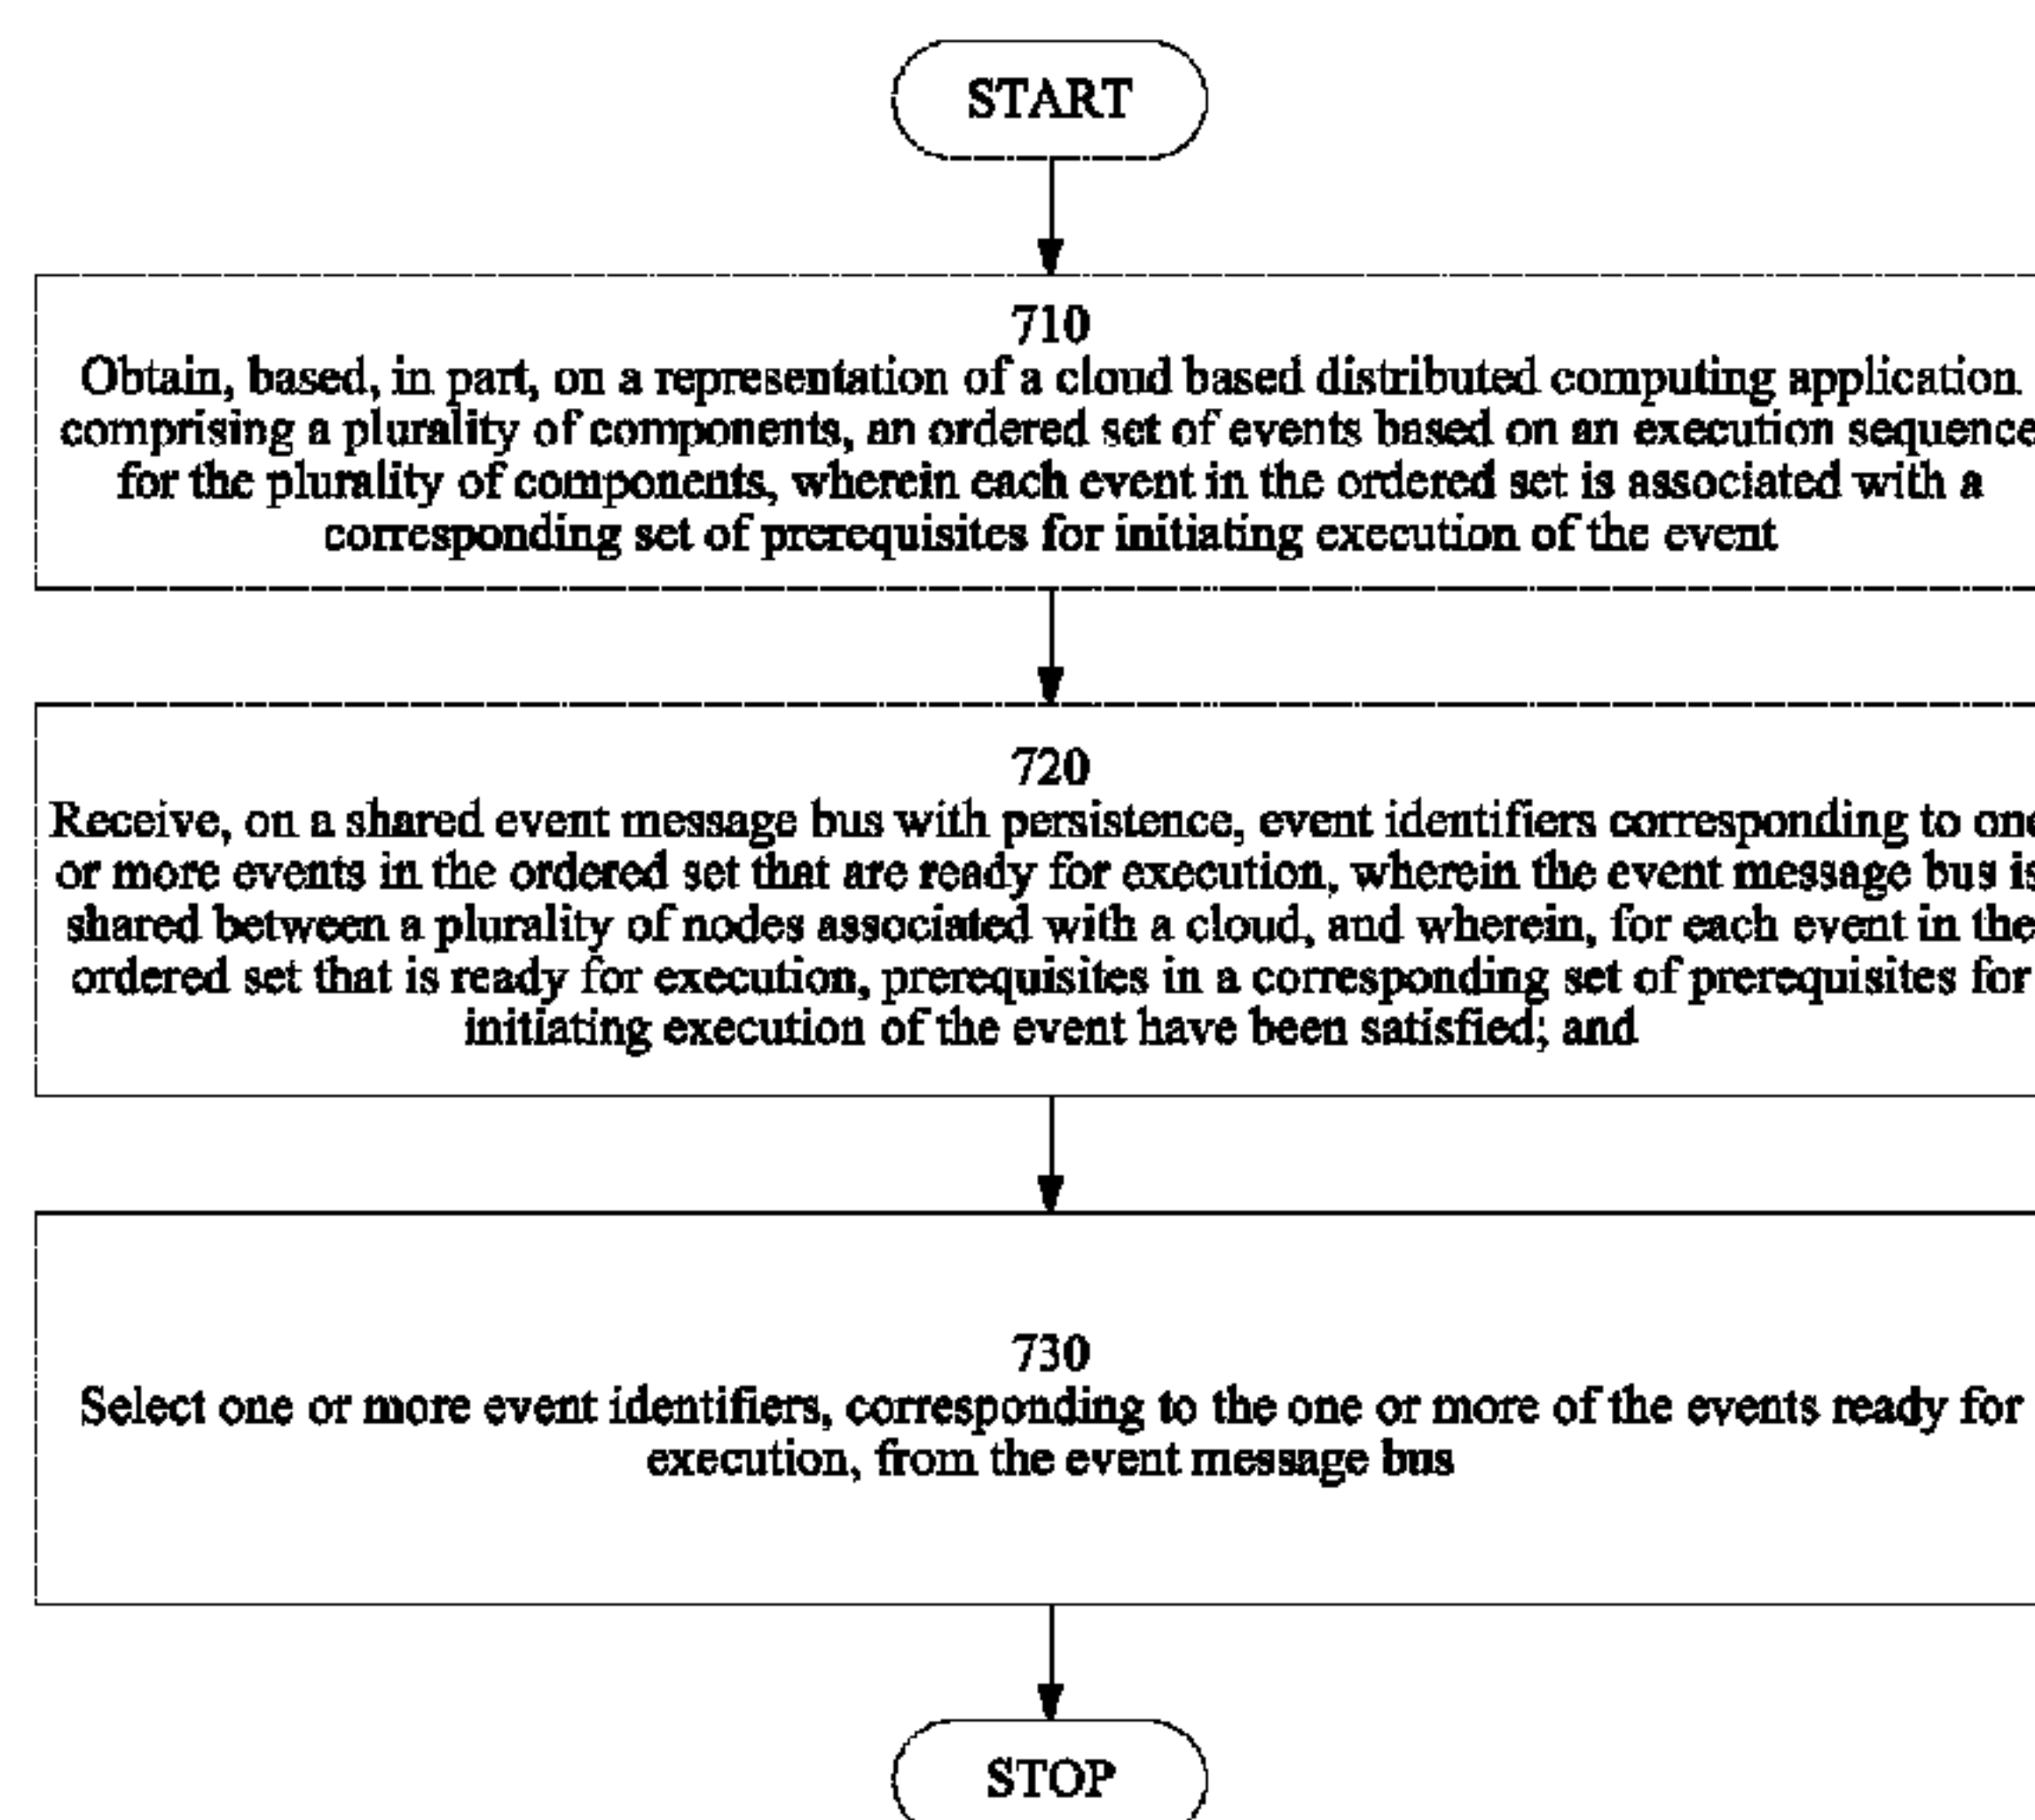 START
710
Obtain, based, in part, on a representation of a cloud based distributed computing application
comprising a plurality of components, an ordered set of events based on an execution sequence
for the plurality of components, wherein each event in the ordered set is associated with a
corresponding set of prerequisites for initiating execution of the event
720
Receive, on a shared event message bus with persistence, event identifiers corresponding to one
or more events in the ordered set that are ready for execution, wherein the event message bus is
shared between a plurality of nodes associated with a cloud, and wherein, for each event in the
ordered set that is ready for execution, prerequisites in a corresponding set of prerequisites for
initiating execution of the event have been satisfied; and
730
Select one or more event identifiers, corresponding to the one or more of the events ready for
execution, from the event message bus
STOP